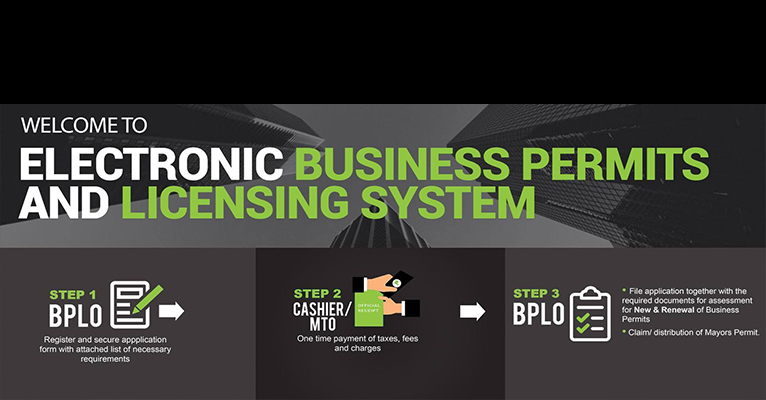 WELCOME TO
ELECTRONIC BUSINESS PERMITS
AND LICENSING SYSTEM
STEP 1
BPLO
Register and secure appplication
form with attached list of necessary
requirements
STEP 2
CASHIER/
MTO
OFFICIAL
RECEIPT
One time payment of taxes, fees
and charges
STEP 3
BPLO
* File application together with the
required documents for assessment
for New & Renewal of Business
Permits
* Claim/ distribution of Mayors Permit.